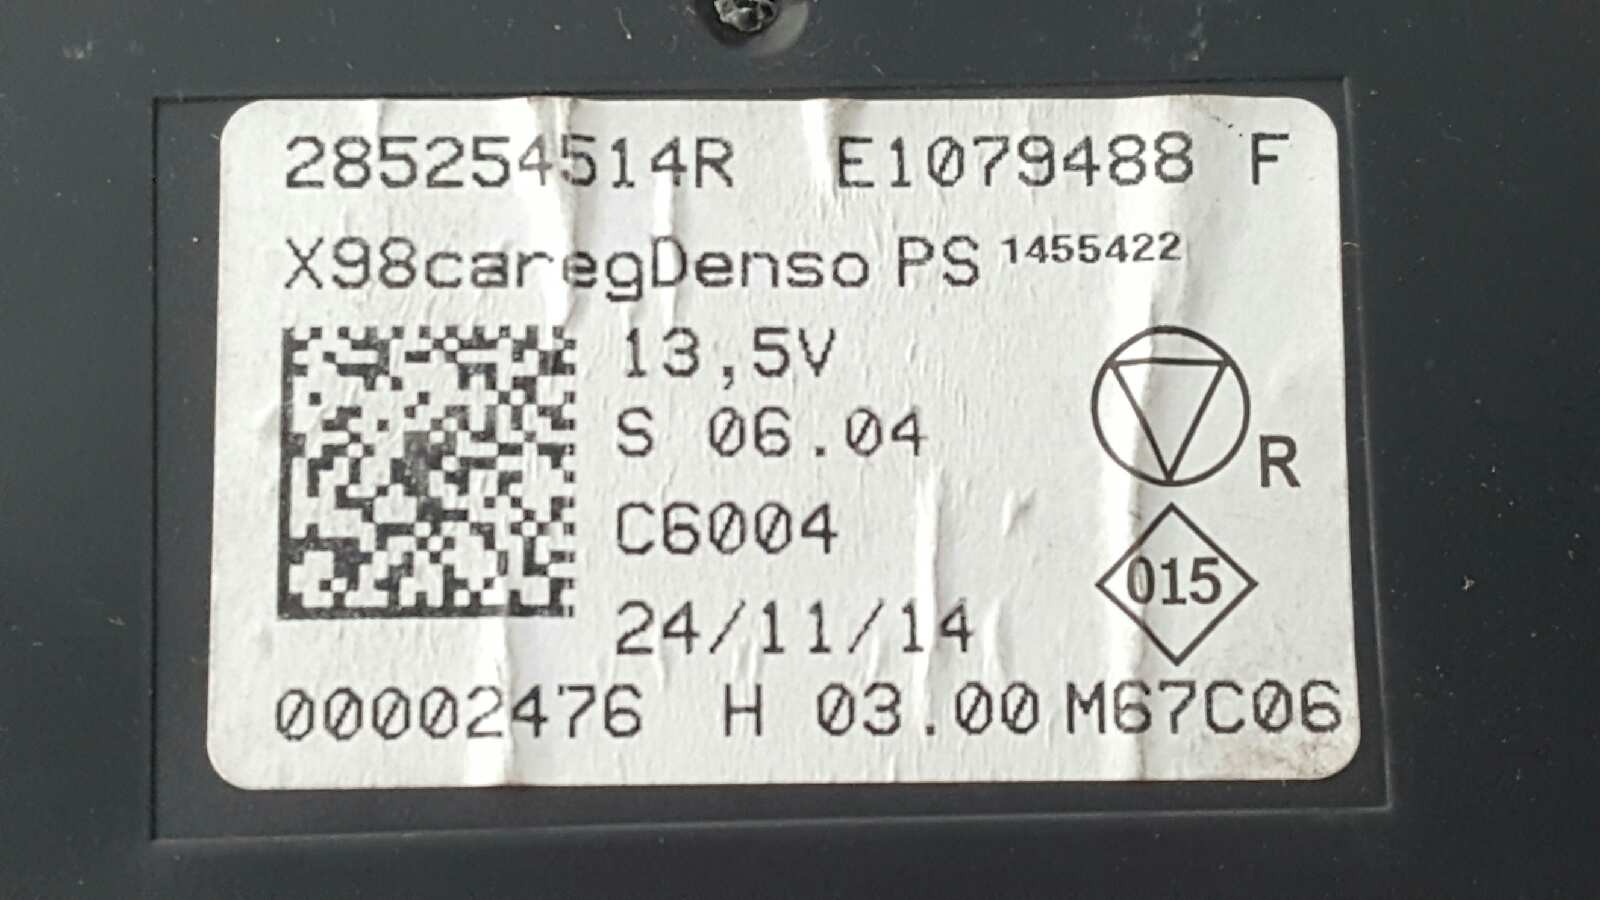 285254514R E1079488 F
X98caregDenso PS 1455422
13,5V
S 06.04
R
C6004
015
24/11/14
00002476 H 03.00 M67C06